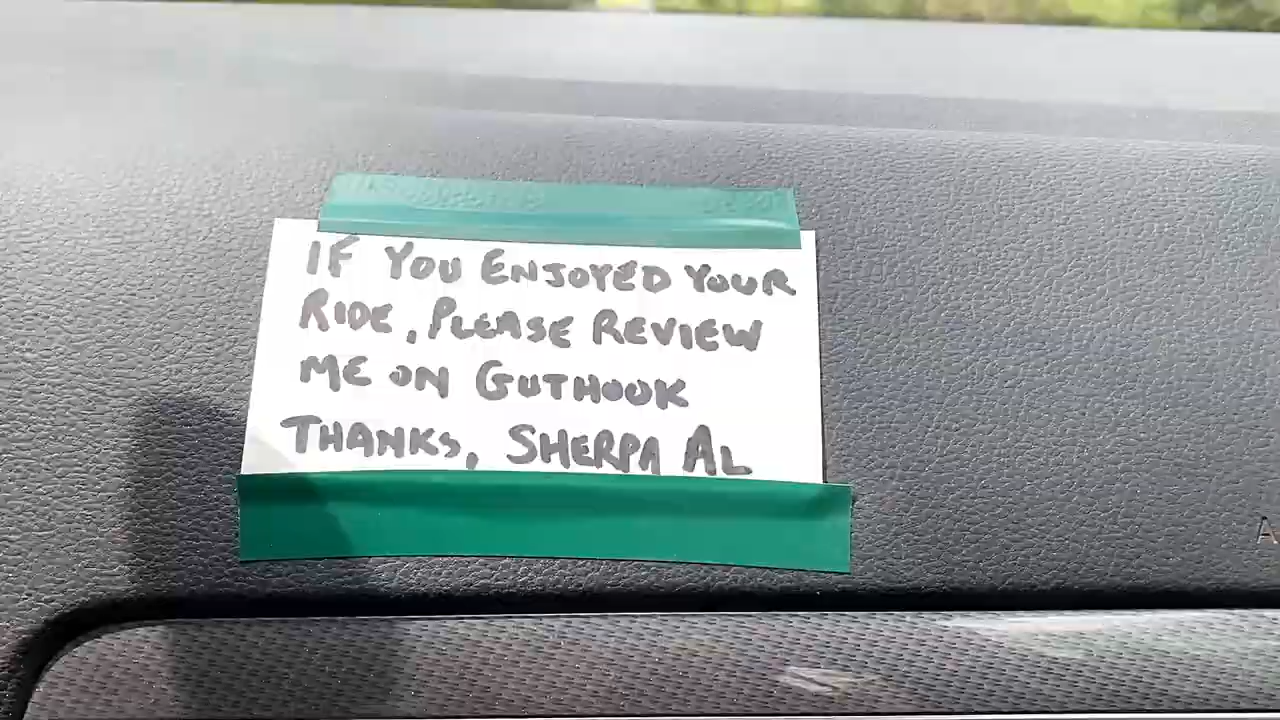 IF YOU ENJOYED YOUR
RIDE, PLEASE REVIEW
ME ON GUTHOOK
THANKS, SHERPA AL